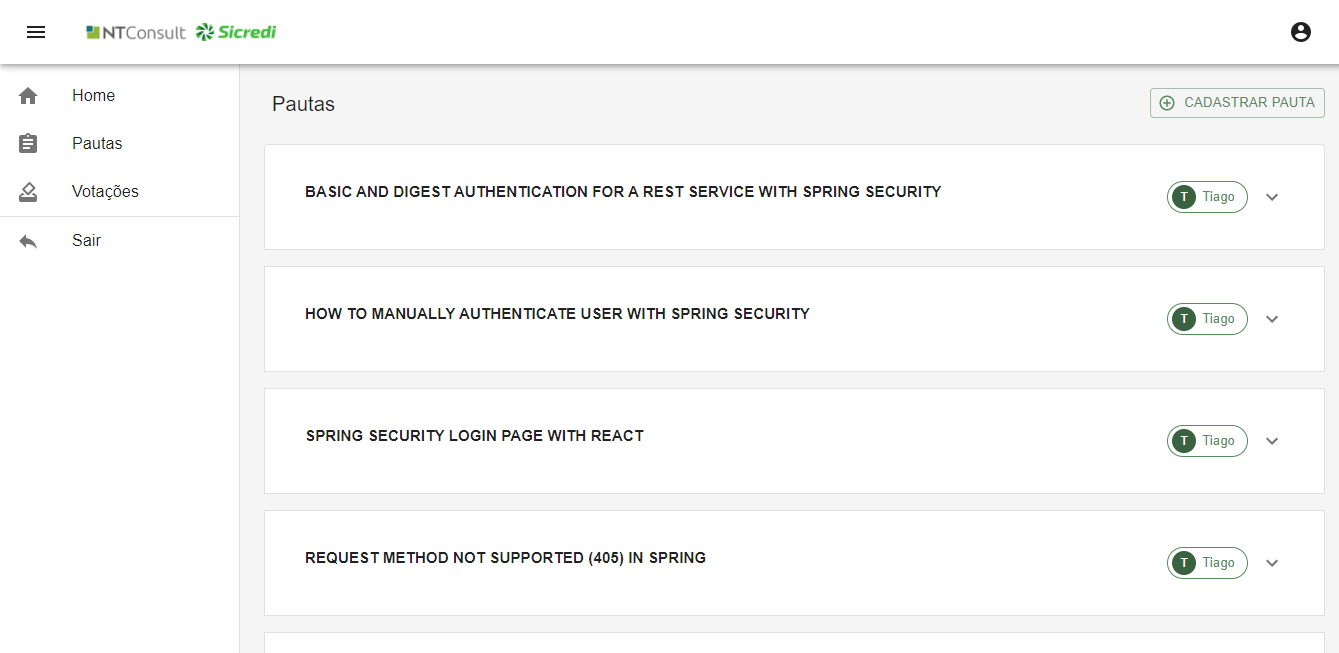 NTConsult Sicredi
Home
Pautas
Votações
Sair
Pautas
CADASTRAR PAUTA
BASIC AND DIGEST AUTHENTICATION FOR A REST SERVICE WITH SPRING SECURITY
T Tiago
HOW TO MANUALLY AUTHENTICATE USER WITH SPRING SECURITY
T Tiago
SPRING SECURITY LOGIN PAGE WITH REACT
T Tiago
REQUEST METHOD NOT SUPPORTED (405) IN SPRING
T Tiago